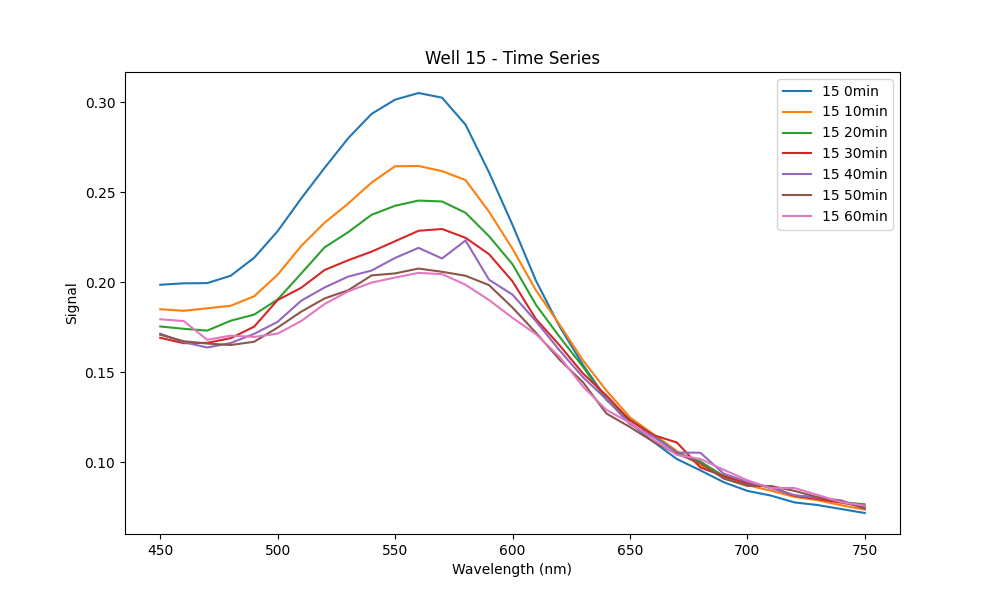 Well 15 - Time Series
Signal
0.30
0.25
0.20
0.15
0.10
450 500 550 600 650 700 750
Wavelength (nm)
15 0min
15 10min
15 20min
15 30min
15 40min
15 50min
15 60min